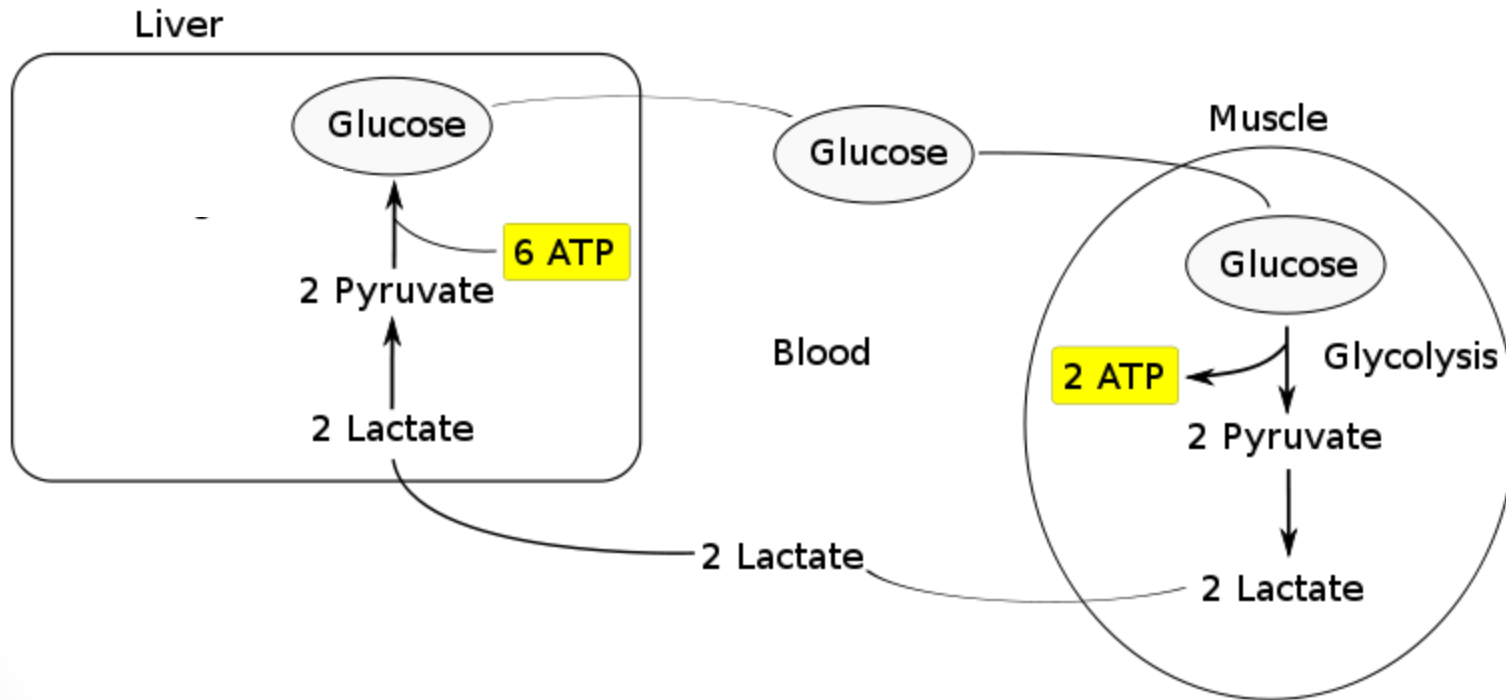 Liver
Glucose
Glucose
Muscle
6 ATP
Glucose
2 Pyruvate
Blood
Glycolysis
2 ATP
2 Lactate
2 Pyruvate
2 Lactate
2 Lactate